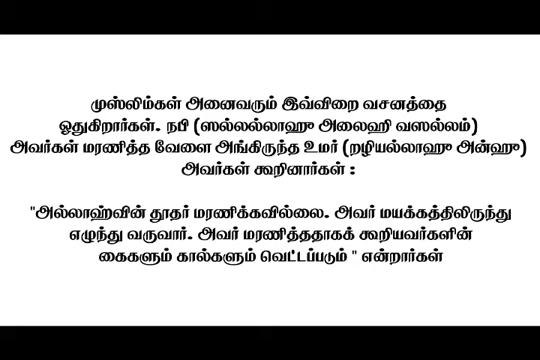 முஸ்லிம்கள் அனைவரும் இவ்விறை வசனத்தை
ஓதுகிறார்கள். நபி (ஸல்லல்லாஹு அலைஹி வஸல்லம்)
அவர்கள் மரணித்த வேளை அங்கிருந்த உமர் (றழியல்லாஹு அன்ஹு)
அவர்கள் கூறினார்கள் :
"அல்லாஹ்வின் தூதர் மரணிக்கவில்லை. அவர் மயக்கத்திலிருந்து
எழுந்து வருவார். அவர் மரணித்ததாகக் கூறியவர்களின்
கைகளும் கால்களும் வெட்டப்படும் " என்றார்கள்